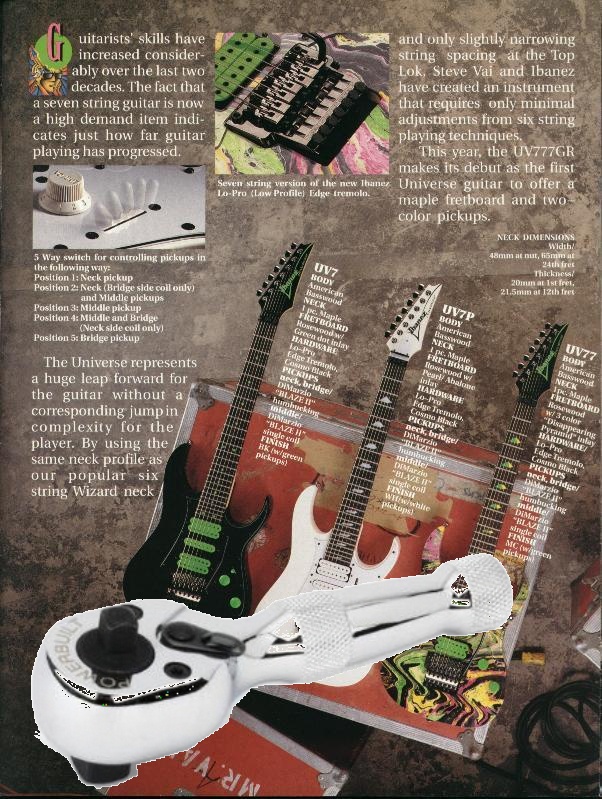 Guitarists' skills have
increased consider-
ably over the last two
decades. The fact that
a seven string guitar is now
a high demand item indi-
cates just how far guitar
playing has progressed.
5 Way switch for controlling pickups in
the following way:
Position 1: Neck pickup
Position 2: Neck (Bridge side coil only)
and Middle pickups
Position 3: Middle pickup
Position 4: Middle and Bridge
(Neck side coil only)
Position 5: Bridge pickup
The Universe represents
a huge leap forward for
the guitar without a
corresponding jump in
complexity for the
player. By using the
same neck profile as
our popular six
string Wizard neck
Seven string version of the new Ibanez
Lo-Pro (Low Profile) Edge tremolo.
and only slightly narrowing
string spacing at the Top
Lok, Steve Vai and Ibanez
have created an instrument
that requires only minimal
adjustments from six string
playing techniques.
This year, the UV777GR
makes its debut as the first
Universe guitar to offer a
maple fretboard and two-
color pickups.
NECK DIMENSIONS
Width/
48mm at nut, 65mm at
24th fret
Thickness/
20mm at 1st fret,
21.5mm at 12th fret
UV7
BODY
American
Basswood
NECK
1 pc. Maple
FRETBOARD
Rosewood w/
Green dot inlay
HARDWARE
Lo-Pro
Edge Tremolo,
Cosmo Black
PICKUPS
neck, bridge/
DiMarzio
"BLAZE II"
humbucking
middle/
DiMarzio
"BLAZE II"
single coil
FINISH
BK (w/green
pickups)
UV7P
BODY
American
Basswood
NECK
1 pc. Maple
FRETBOARD
Rosewood w/
Pearl/Abalone
inlay
HARDWARE
Lo-Pro
Edge Tremolo,
Cosmo Black
PICKUPS
neck, bridge/
DiMarzio
"BLAZE II"
humbucking
middle/
DiMarzio
"BLAZE II"
single coil
FINISH
WH(w/white
pickups)
UV77
BODY
American
Basswood
NECK
1 pc. Maple
FRETBOARD
Rosewood
w/3 color
"Disappearing
Pyramid" inlay
HARDWARE/
Lo-Pro
Edge Tremolo,
Cosmo Black
PICKUPS
neck, bridge/
DiMarzio
"BLAZE II"
humbucking
middle/
DiMarzio
"BLAZE II"
single coil
FINISH
MC (w/green
pickups)
Ibanez
POWERBUILT
MR. VAI